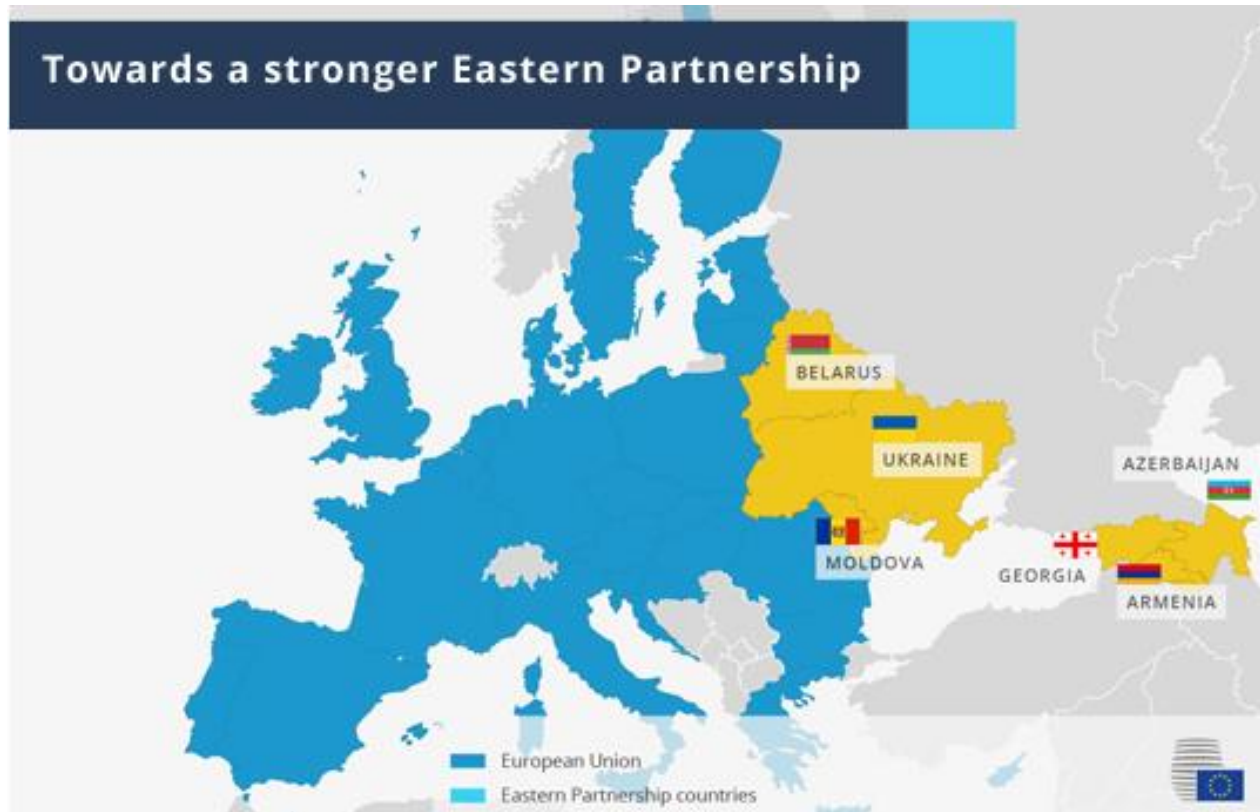 Towards a stronger Eastern Partnership
BELARUS
UKRAINE
AZERBAIJAN
MOLDOVA
GEORGIA
ARMENIA
European Union
Eastern Partnership countries